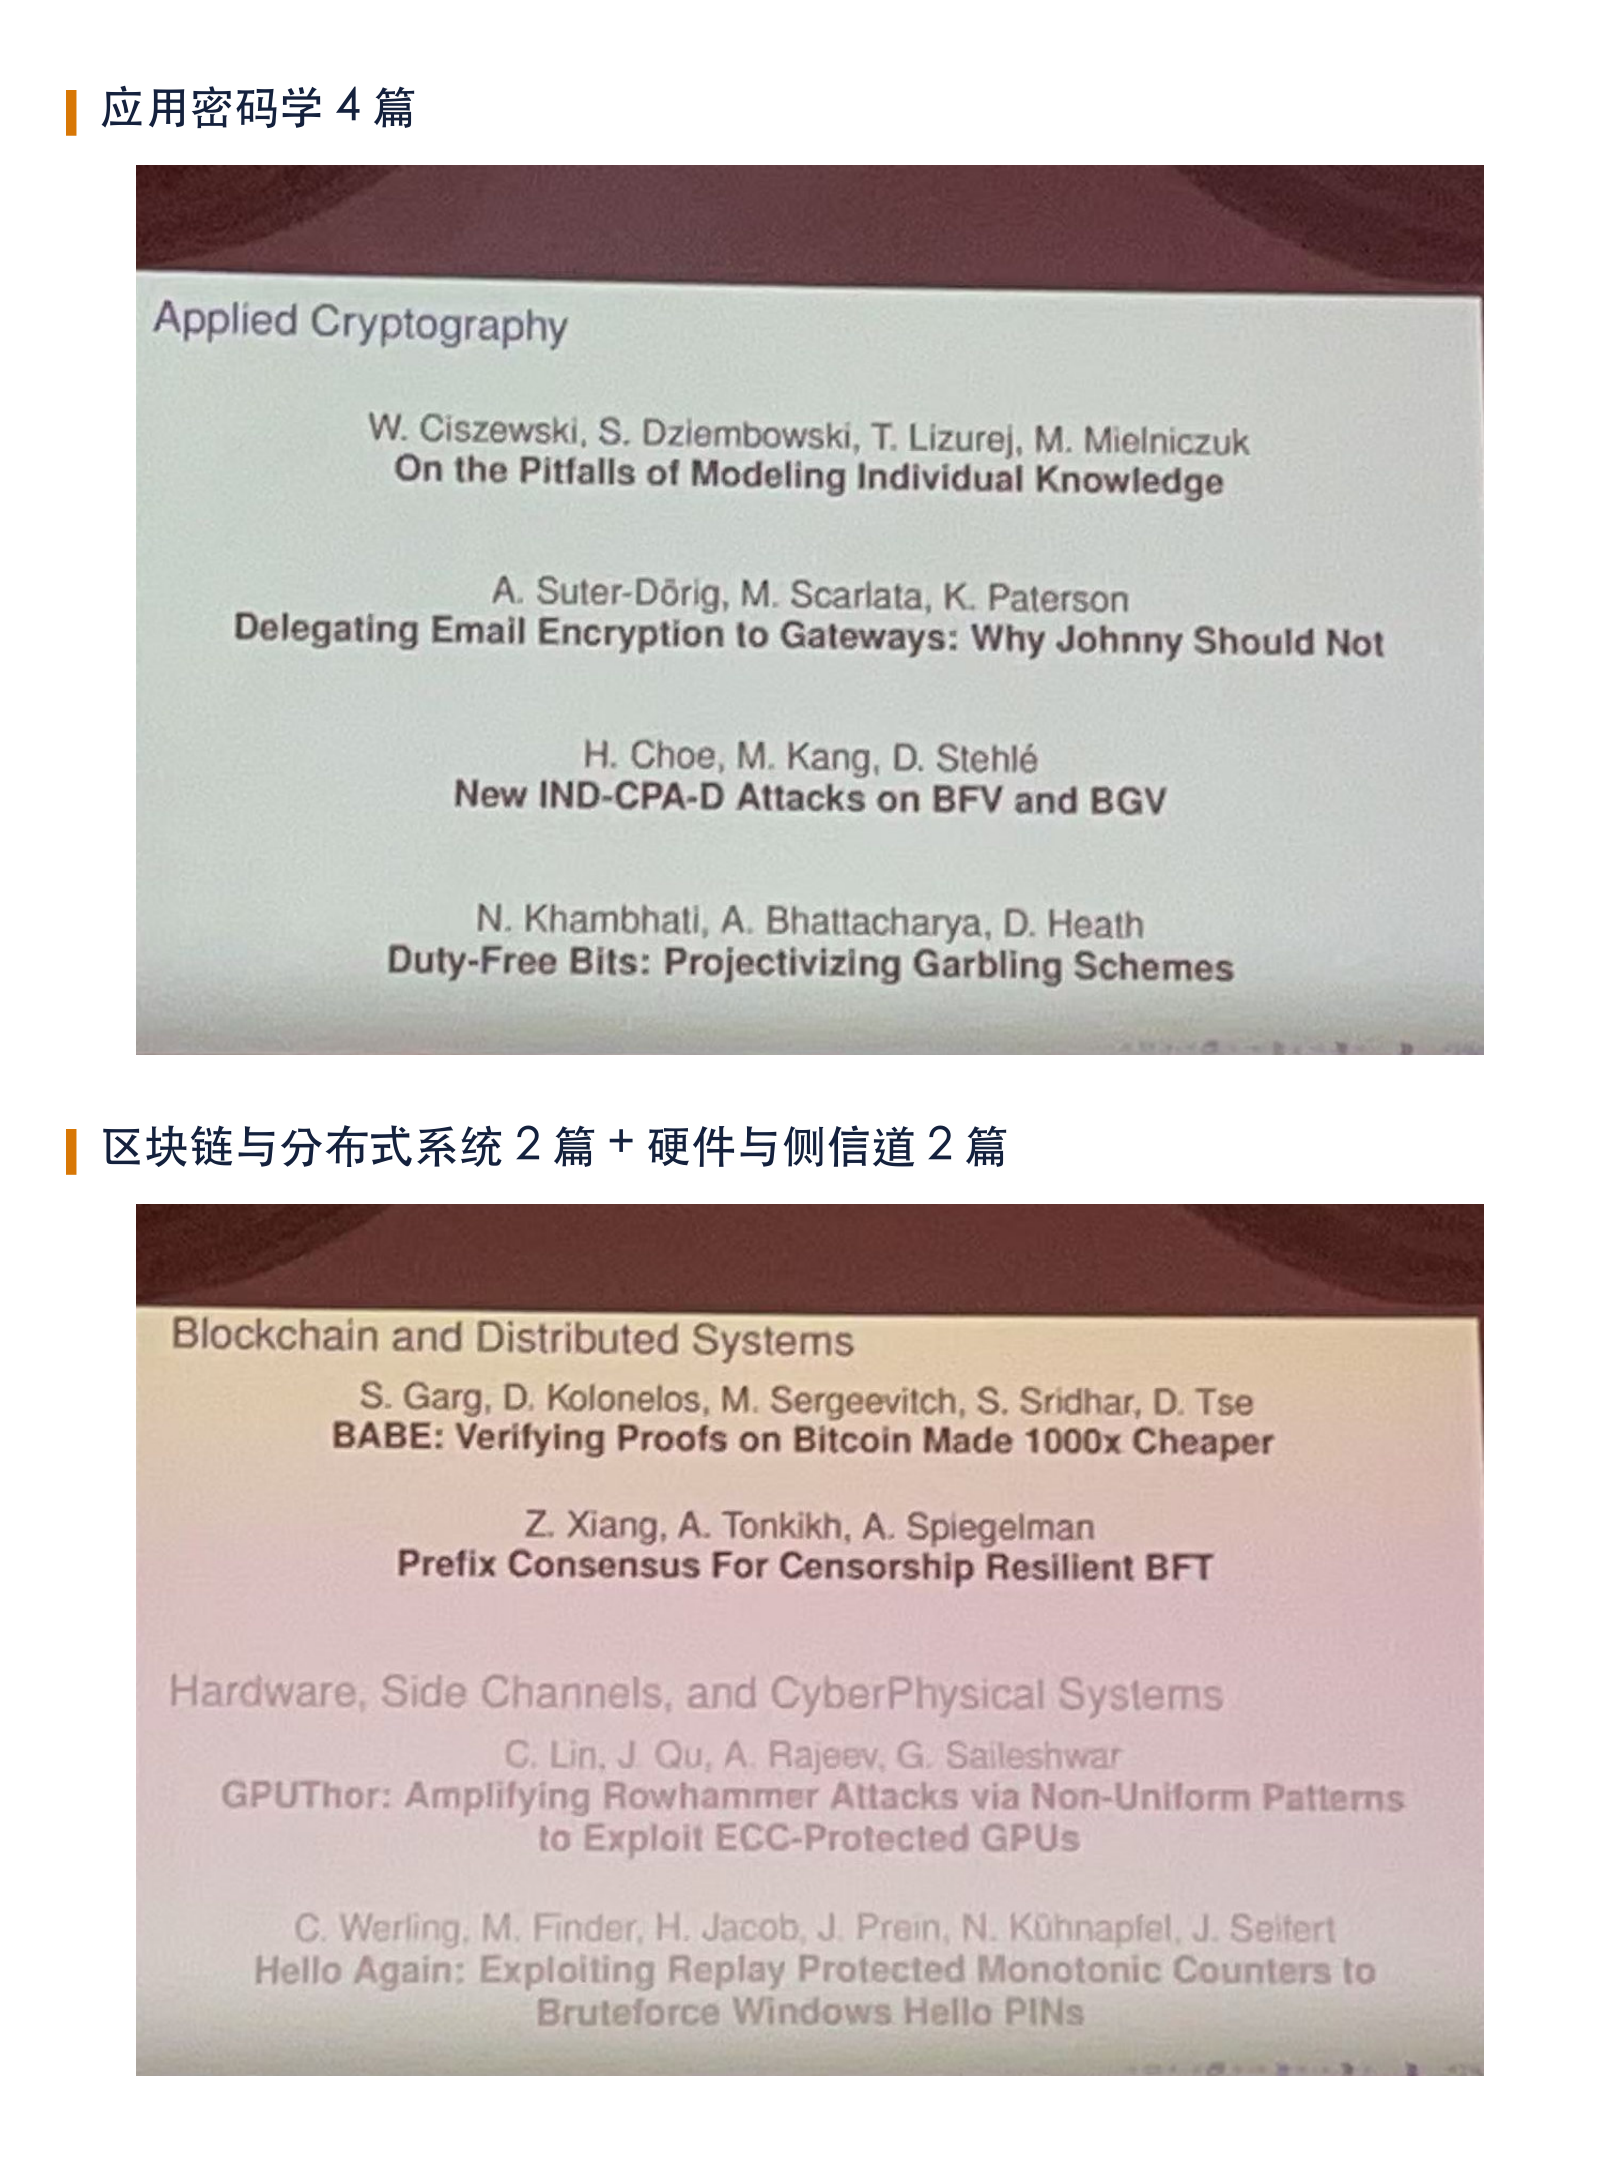 应用密码学 4 篇
Applied Cryptography
W. Ciszewski, S. Dziembowski, T. Lizurej, M. Mielniczuk
On the Pitfalls of Modeling Individual Knowledge
A. Suter-Dörig, M. Scarlata, K. Paterson
Delegating Email Encryption to Gateways: Why Johnny Should Not
H. Choe, M. Kang, D. Stehlé
New IND-CPA-D Attacks on BFV and BGV
N. Khambhati, A. Bhattacharya, D. Heath
Duty-Free Bits: Projectivizing Garbling Schemes
区块链与分布式系统 2 篇 + 硬件与侧信道 2 篇
Blockchain and Distributed Systems
S. Garg, D. Kolonelos, M. Sergeevitch, S. Sridhar, D. Tse
BABE: Verifying Proofs on Bitcoin Made 1000x Cheaper
Z. Xiang, A. Tonkikh, A. Spiegelman
Prefix Consensus For Censorship Resilient BFT
Hardware, Side Channels, and CyberPhysical Systems
C. Lin, J. Qu, A. Rajeev, G. Saileshwar
GPUThor: Amplifying Rowhammer Attacks via Non-Uniform Patterns
to Exploit ECC-Protected GPUs
C. Werling, M. Finder, H. Jacob, J. Prein, N. Kühnapfel, J. Seifert
Hello Again: Exploiting Replay Protected Monotonic Counters to
Bruteforce Windows Hello PINs